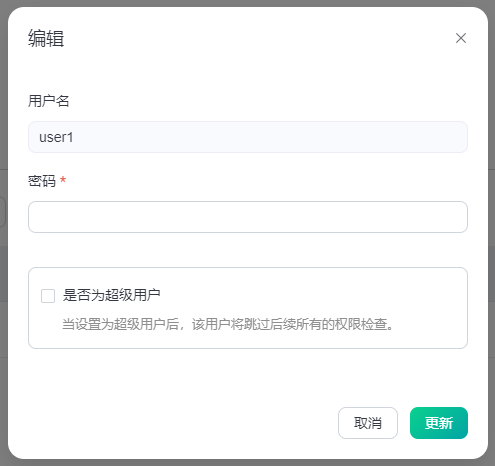 编辑
用户名
user1
密码 *
是否为超级用户
当设置为超级用户后，该用户将跳过后续所有的权限检查。
取消
更新